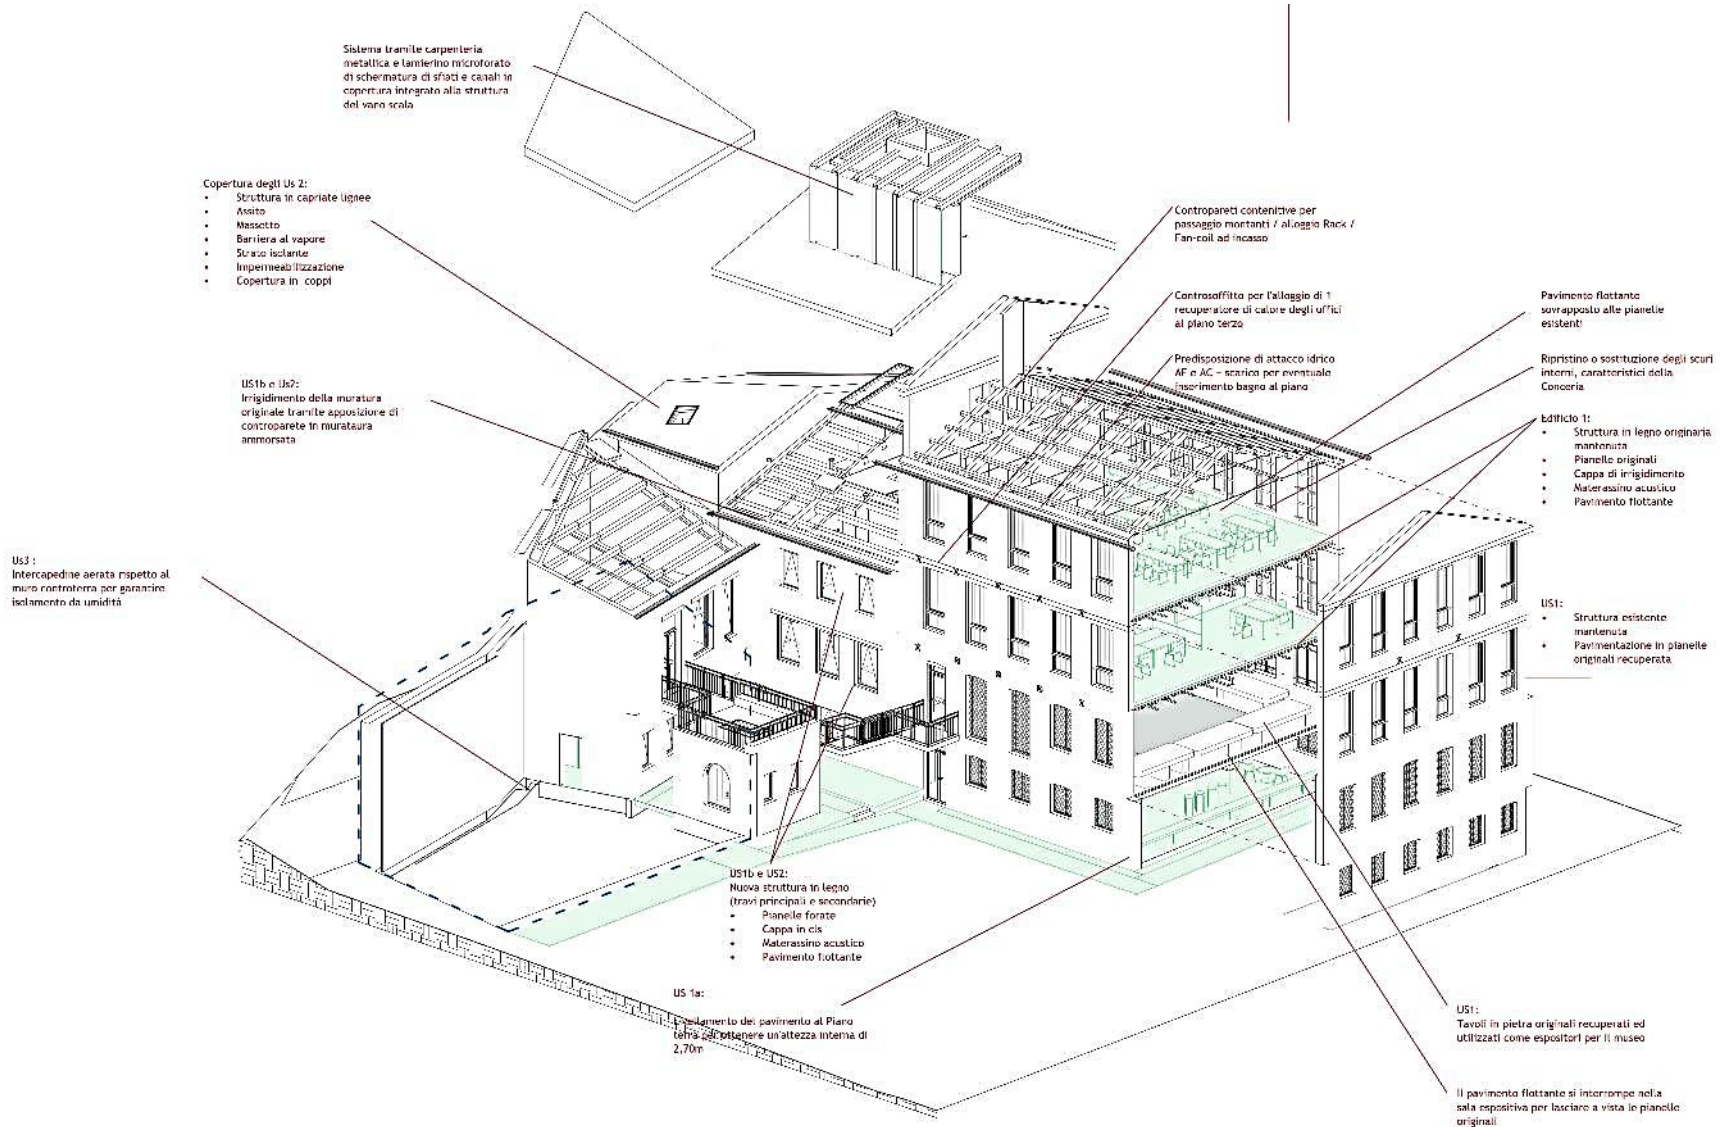 Sistema tramite carpenteria
metallica e lamierino microforato
di schermatura di sfiati e canali in
copertura integrato alla struttura
del vano scala
Copertura degli Us 2:
• Struttura in capriate lignee
• Assito
• Massetto
• Barriera al vapore
• Strato isolante
• Impermeabilizzazione
• Copertura in coppi
Contropareti contenitive per
passaggio montanti / alloggio Rack /
Fan-coil ad incasso
Controsoffitto per l'alloggio di 1
recuperatore di calore degli uffici
al piano terzo
Pavimento flottante
sovrapposto alle pianelle
esistenti
Predisposizione di attacco idrico
AF e AC – scarico per eventuale
inserimento bagno al piano
Ripristino o sostituzione degli scuri
interni, caratteristici della
Conceria
US1b e Us2:
Irrigidimento della muratura
originale tramite apposizione di
controparete in murataura
ammorsata
Edificio 1:
• Struttura in legno originaria
mantenuta
• Pianelle originali
• Cappa di irrigidimento
• Materassino acustico
• Pavimento flottante
Us3 :
Intercapedine aerata rispetto al
muro controterra per garantire
isolamento da umidità
US1:
• Struttura esistente
mantenuta
• Pavimentazione in pianelle
originali recuperata
US1b e US2:
Nuova struttura in legno
(travi principali e secondarie)
• Pianelle forate
• Cappa in cls
• Materassino acustico
• Pavimento flottante
US 1a:
del pavimento al Piano
terra per ottenere un'altezza interna di
2,70m
US1:
Tavoli in pietra originali recuperati ed
utilizzati come espositori per il museo
Il pavimento flottante si interrompe nella
sala espositiva per lasciare a vista le pianelle
originali